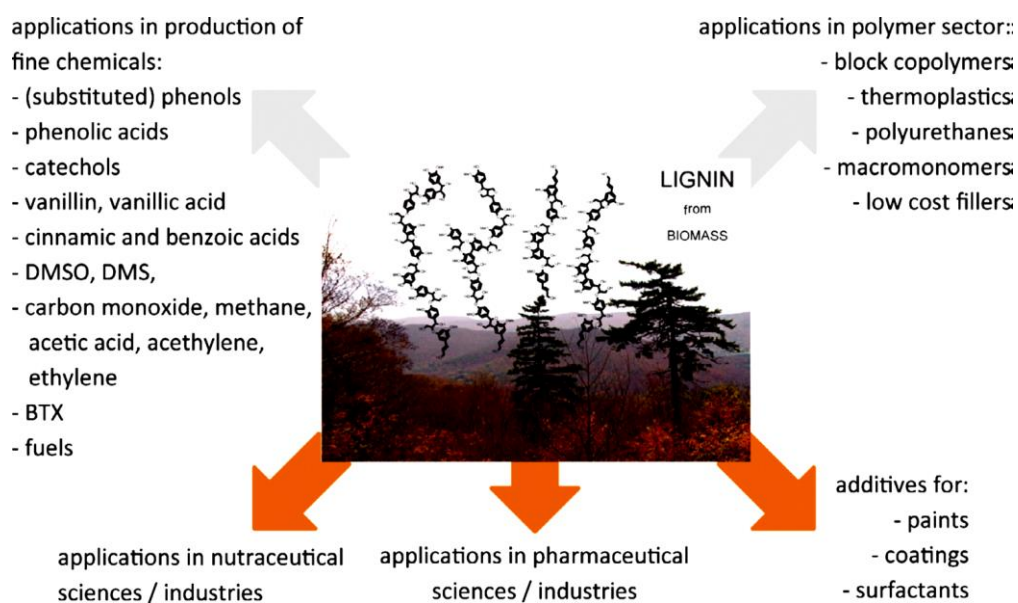 applications in production of
fine chemicals:
- (substituted) phenols
- phenolic acids
- catechols
- vanillin, vanillic acid
- cinnamic and benzoic acids
- DMSO, DMS,
- carbon monoxide, methane,
acetic acid, acethylene,
ethylene
- BTX
- fuels
applications in polymer sector::
- block copolymers
- thermoplastics
- polyurethanes
- macromonomers
- low cost fillers
LIGNIN
from
BIOMASS
applications in nutraceutical
sciences / industries
applications in pharmaceutical
sciences / industries
additives for:
- paints
- coatings
- surfactants